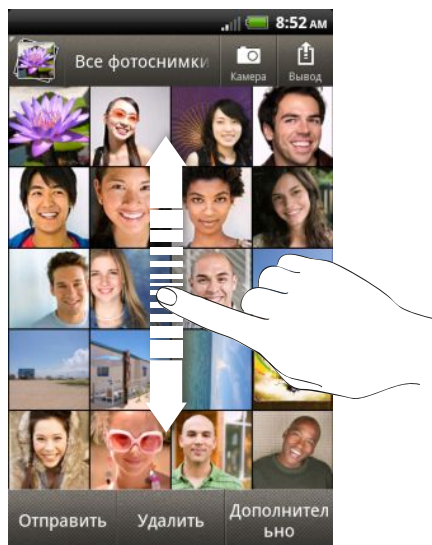 8:52 AM
Все фотоснимки
Камера
Вывод
Отправить
Удалить
Дополнител
ьно